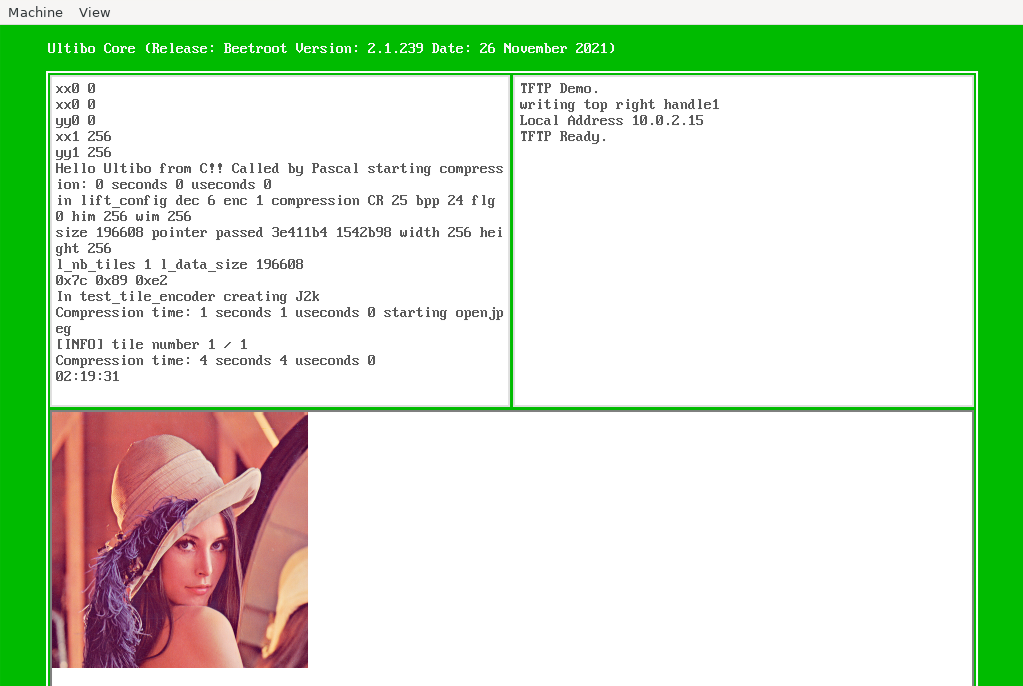 Machine View
Ultibo Core (Release: Beetroot Version: 2.1.239 Date: 26 November 2021)
xx0 0
xx0 0
yy0 0
xx1 256
yy1 256
Hello Ultibo from C!! Called by Pascal starting compress
ion: 0 seconds 0 useconds 0
in lift_config dec 6 enc 1 compression CR 25 bpp 24 flg
0 him 256 wim 256
size 196608 pointer passed 3e411b4 1542b98 width 256 hei
ght 256
l_nb_tiles 1 l_data_size 196608
0x7c 0x89 0xe2
In test_tile_encoder creating J2k
Compression time: 1 seconds 1 useconds 0 starting openjp
eg
[INFO] tile number 1 / 1
Compression time: 4 seconds 4 useconds 0
02:19:31
TFTP Demo.
writing top right handle1
Local Address 10.0.2.15
TFTP Ready.